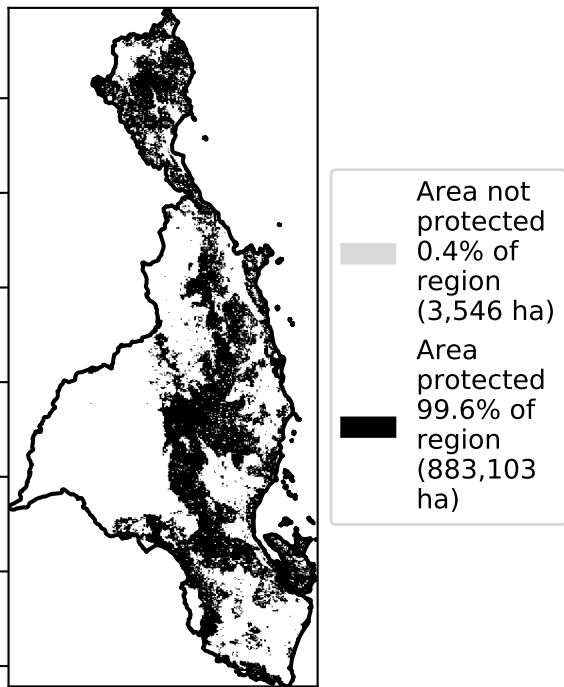 Area not
protected
0.4% of
region
(3,546 ha)
Area
protected
99.6% of
region
(883,103
ha)